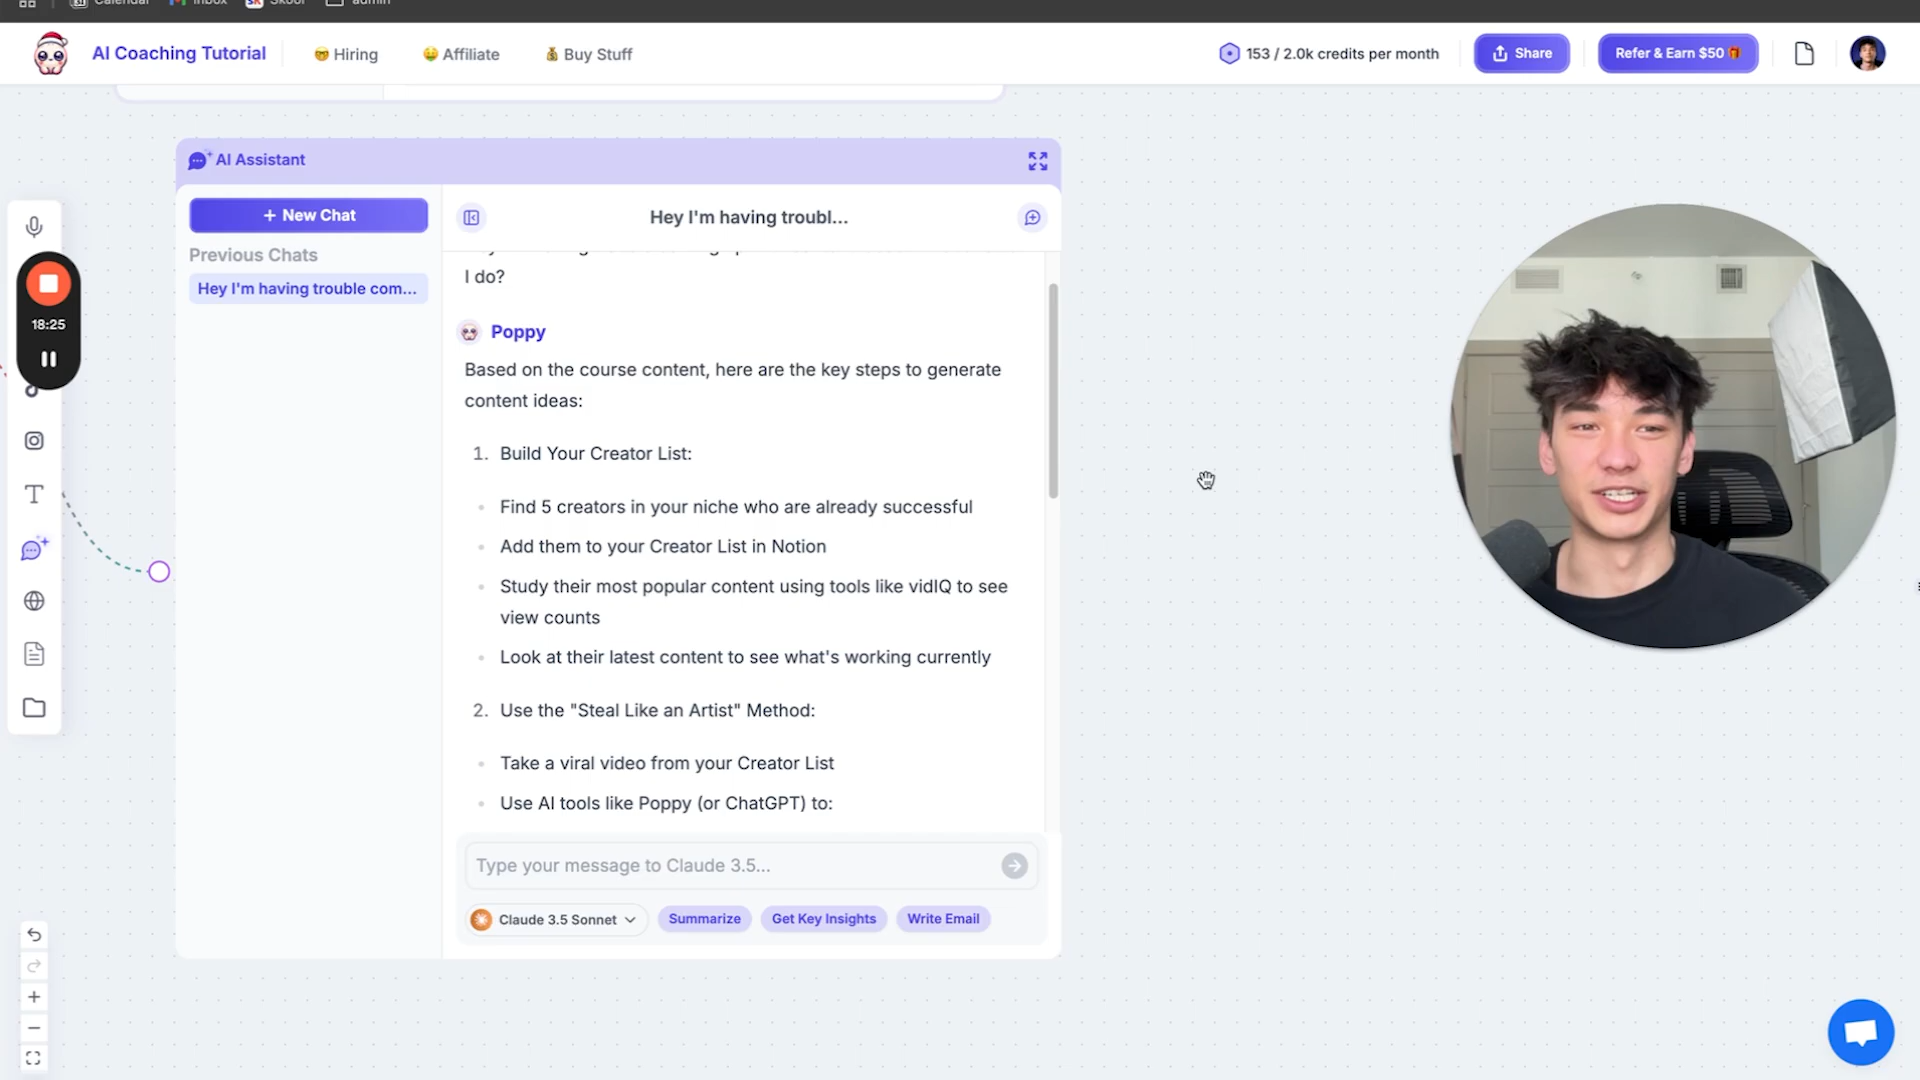 Calendar
Inbox
Skool
admin
AI Coaching Tutorial
Hiring
Affiliate
Buy Stuff
153 / 2.0k credits per month
Share
Refer & Earn $50
AI Assistant
+ New Chat
Previous Chats
Hey I'm having trouble com...
18:25
Hey I'm having troubl...
I do?
Poppy
Based on the course content, here are the key steps to generate
content ideas:
1. Build Your Creator List:
• Find 5 creators in your niche who are already successful
• Add them to your Creator List in Notion
• Study their most popular content using tools like vidIQ to see
view counts
• Look at their latest content to see what's working currently
2. Use the "Steal Like an Artist" Method:
• Take a viral video from your Creator List
• Use AI tools like Poppy (or ChatGPT) to:
Type your message to Claude 3.5...
Claude 3.5 Sonnet
Summarize
Get Key Insights
Write Email